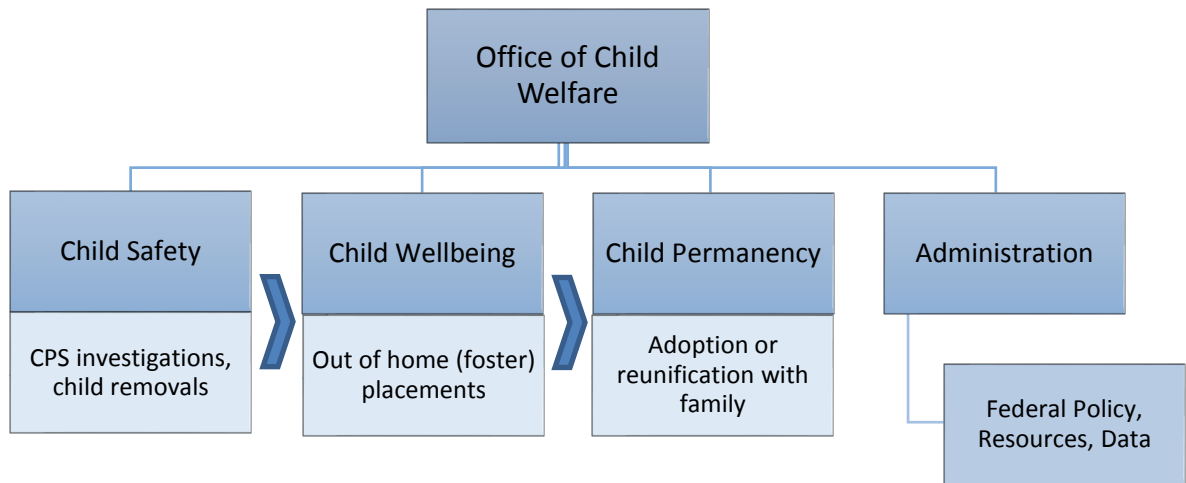 Office of Child
Welfare
Child Safety
Child Wellbeing
Child Permanency
Administration
CPS investigations,
child removals
Out of home (foster)
placements
Adoption or
reunification with
family
Federal Policy,
Resources, Data